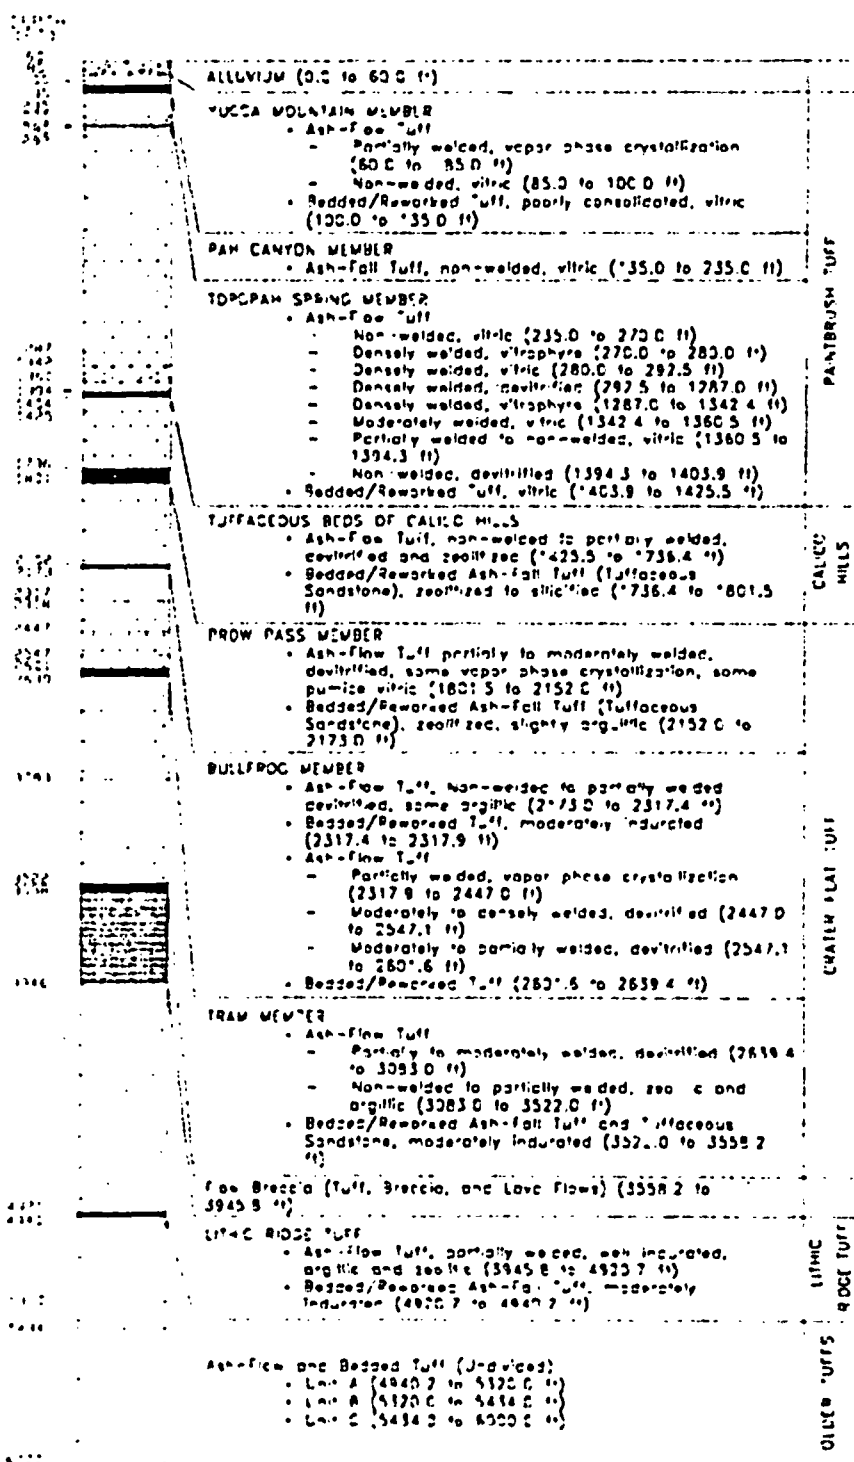 ALLUVIUM (0.0 to 60.0 ft)
YUCCA MOUNTAIN MEMBER
• Ash-Flow Tuff
- Partially welded, vapor phase crystallization
(60.0 to 85.0 ft)
- Non-welded, vitric (85.0 to 100.0 ft)
• Bedded/Reworked Tuff, poorly consolidated, vitric
(100.0 to 135.0 ft)
PAH CANYON MEMBER
• Ash-Fall Tuff, non-welded, vitric (135.0 to 235.0 ft)
TOPOPAH SPRING MEMBER
• Ash-Flow Tuff
- Non-welded, vitric (235.0 to 270.0 ft)
- Densely welded, vitrophyre (270.0 to 280.0 ft)
- Densely welded, vitric (280.0 to 292.5 ft)
- Densely welded, devitrified (292.5 to 1287.0 ft)
- Densely welded, vitrophyre (1287.0 to 1342.4 ft)
- Moderately welded, vitric (1342.4 to 1360.5 ft)
- Partially welded to non-welded, vitric (1360.5 to
1394.3 ft)
- Non-welded, devitrified (1394.3 to 1403.9 ft)
• Bedded/Reworked Tuff, vitric (1403.9 to 1425.5 ft)
PAINTBRUSH TUFF
TUFFACEOUS BEDS OF CALICO HILLS
• Ash-Flow Tuff, non-welded to partially welded,
devitrified and zeolitized (1425.5 to 1736.4 ft)
• Bedded/Reworked Ash-Fall Tuff (Tuffaceous
Sandstone), zeolitized to silicified (1736.4 to 1801.5
ft)
CALICO
HILLS
PROW PASS MEMBER
• Ash-Flow Tuff partially to moderately welded,
devitrified, some vapor phase crystallization, some
pumice vitric (1801.5 to 2152.0 ft)
• Bedded/Reworked Ash-Fall Tuff (Tuffaceous
Sandstone), zeolitized, slightly argillic (2152.0 to
2173.0 ft)
BULLFROG MEMBER
• Ash-Flow Tuff, Non-welded to partially welded
devitrified, some argillic (2173.0 to 2317.4 ft)
• Bedded/Reworked Tuff, moderately indurated
(2317.4 to 2317.9 ft)
• Ash-Flow Tuff
- Partially welded, vapor phase crystallization
(2317.9 to 2447.0 ft)
- Moderately to densely welded, devitrified (2447.0
to 2547.1 ft)
- Moderately to partially welded, devitrified (2547.1
to 2601.6 ft)
• Bedded/Reworked Tuff (2601.6 to 2639.4 ft)
TRAM MEMBER
• Ash-Flow Tuff
- Partially to moderately welded, devitrified (2639.4
to 3083.0 ft)
- Non-welded to partially welded, zeolitic and
argillic (3083.0 to 3522.0 ft)
• Bedded/Reworked Ash-Fall Tuff and Tuffaceous
Sandstone, moderately indurated (3522.0 to 3558.2
ft)
CRATER FLAT TUFF
Flow Breccia (Tuff, Breccia, and Lava Flows) (3558.2 to
3945.8 ft)
LITHIC RIDGE TUFF
• Ash-Flow Tuff, partially welded, well indurated,
argillic and zeolitic (3945.8 to 4920.7 ft)
• Bedded/Reworked Ash-Fall Tuff, moderately
indurated (4920.7 to 4940.2 ft)
LITHIC
RIDGE TUFF
Ash-Flow and Bedded Tuff (Undivided)
• Unit A (4940.2 to 5320.0 ft)
• Unit B (5320.0 to 5434.0 ft)
• Unit C (5434.0 to 6000.0 ft)
OLDER TUFFS